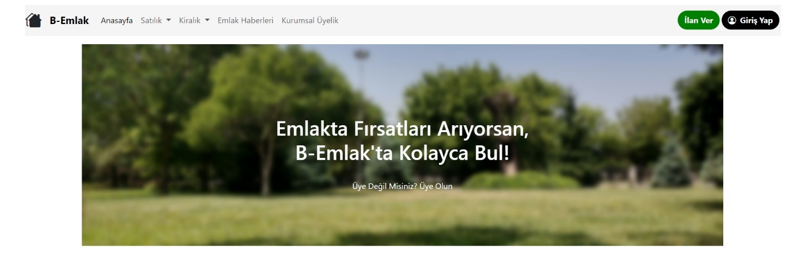 B-Emlak Anasayfa Satılık Kiralık Emlak Haberleri Kurumsal Üyelik İlan Ver Giriş Yap
Emlakta Fırsatları Arıyorsan,
B-Emlak'ta Kolayca Bul!
Üye Değil Misiniz? Üye Olun